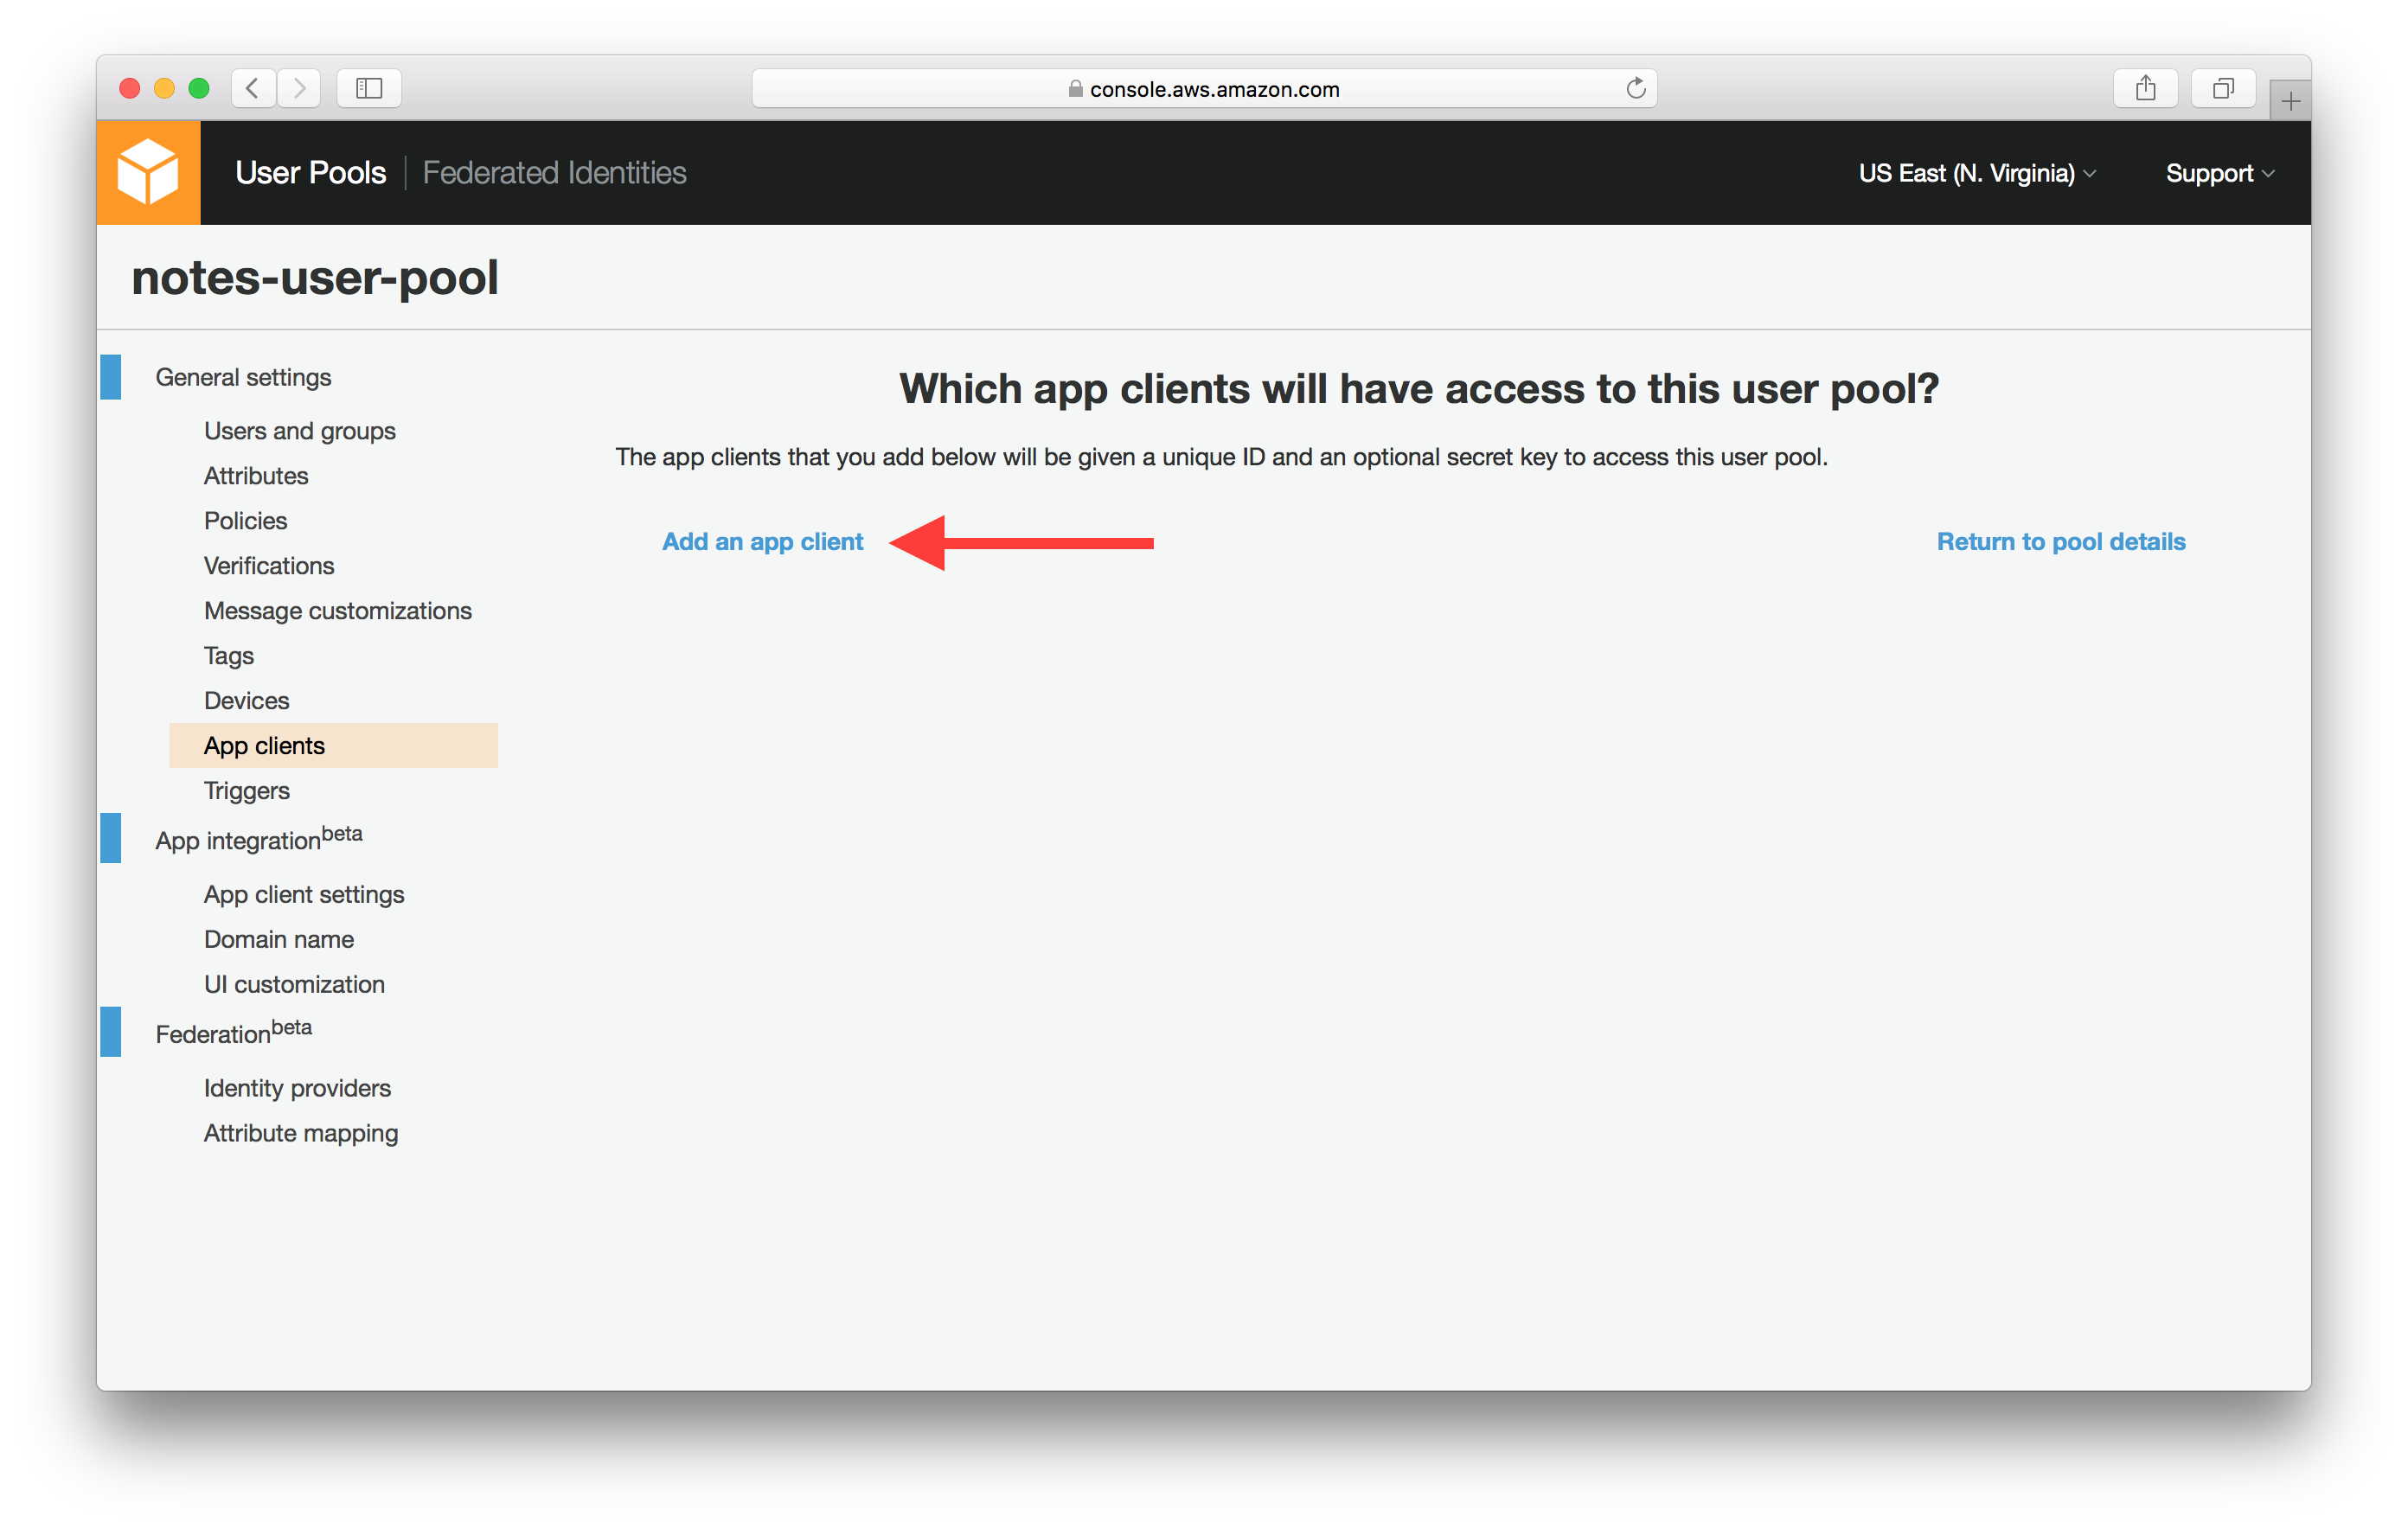 console.aws.amazon.com
User Pools Federated Identities US East (N. Virginia) Support
notes-user-pool
General settings
Users and groups
Attributes
Policies
Verifications
Message customizations
Tags
Devices
App clients
Triggers
App integration beta
App client settings
Domain name
UI customization
Federation beta
Identity providers
Attribute mapping
Which app clients will have access to this user pool?
The app clients that you add below will be given a unique ID and an optional secret key to access this user pool.
Add an app client Return to pool details